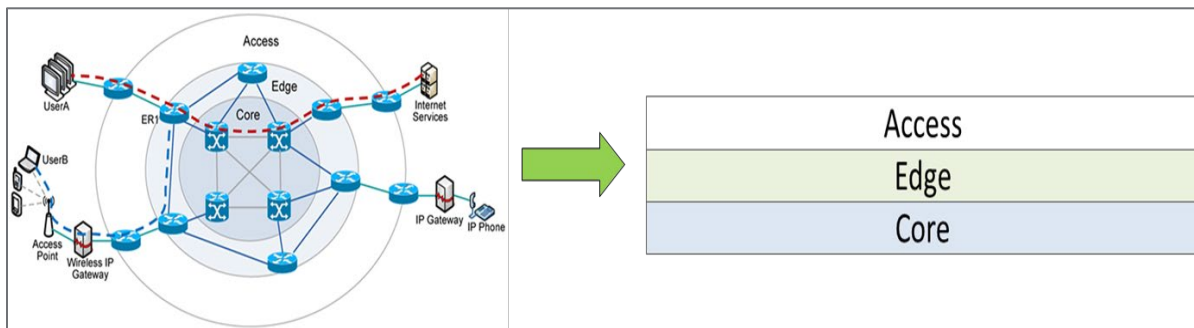 Access
UserA
Edge
Internet
Services
ER1
Core
UserB
Access
Point
Wireless IP
Gateway
IP Gateway
IP Phone
Access
Edge
Core